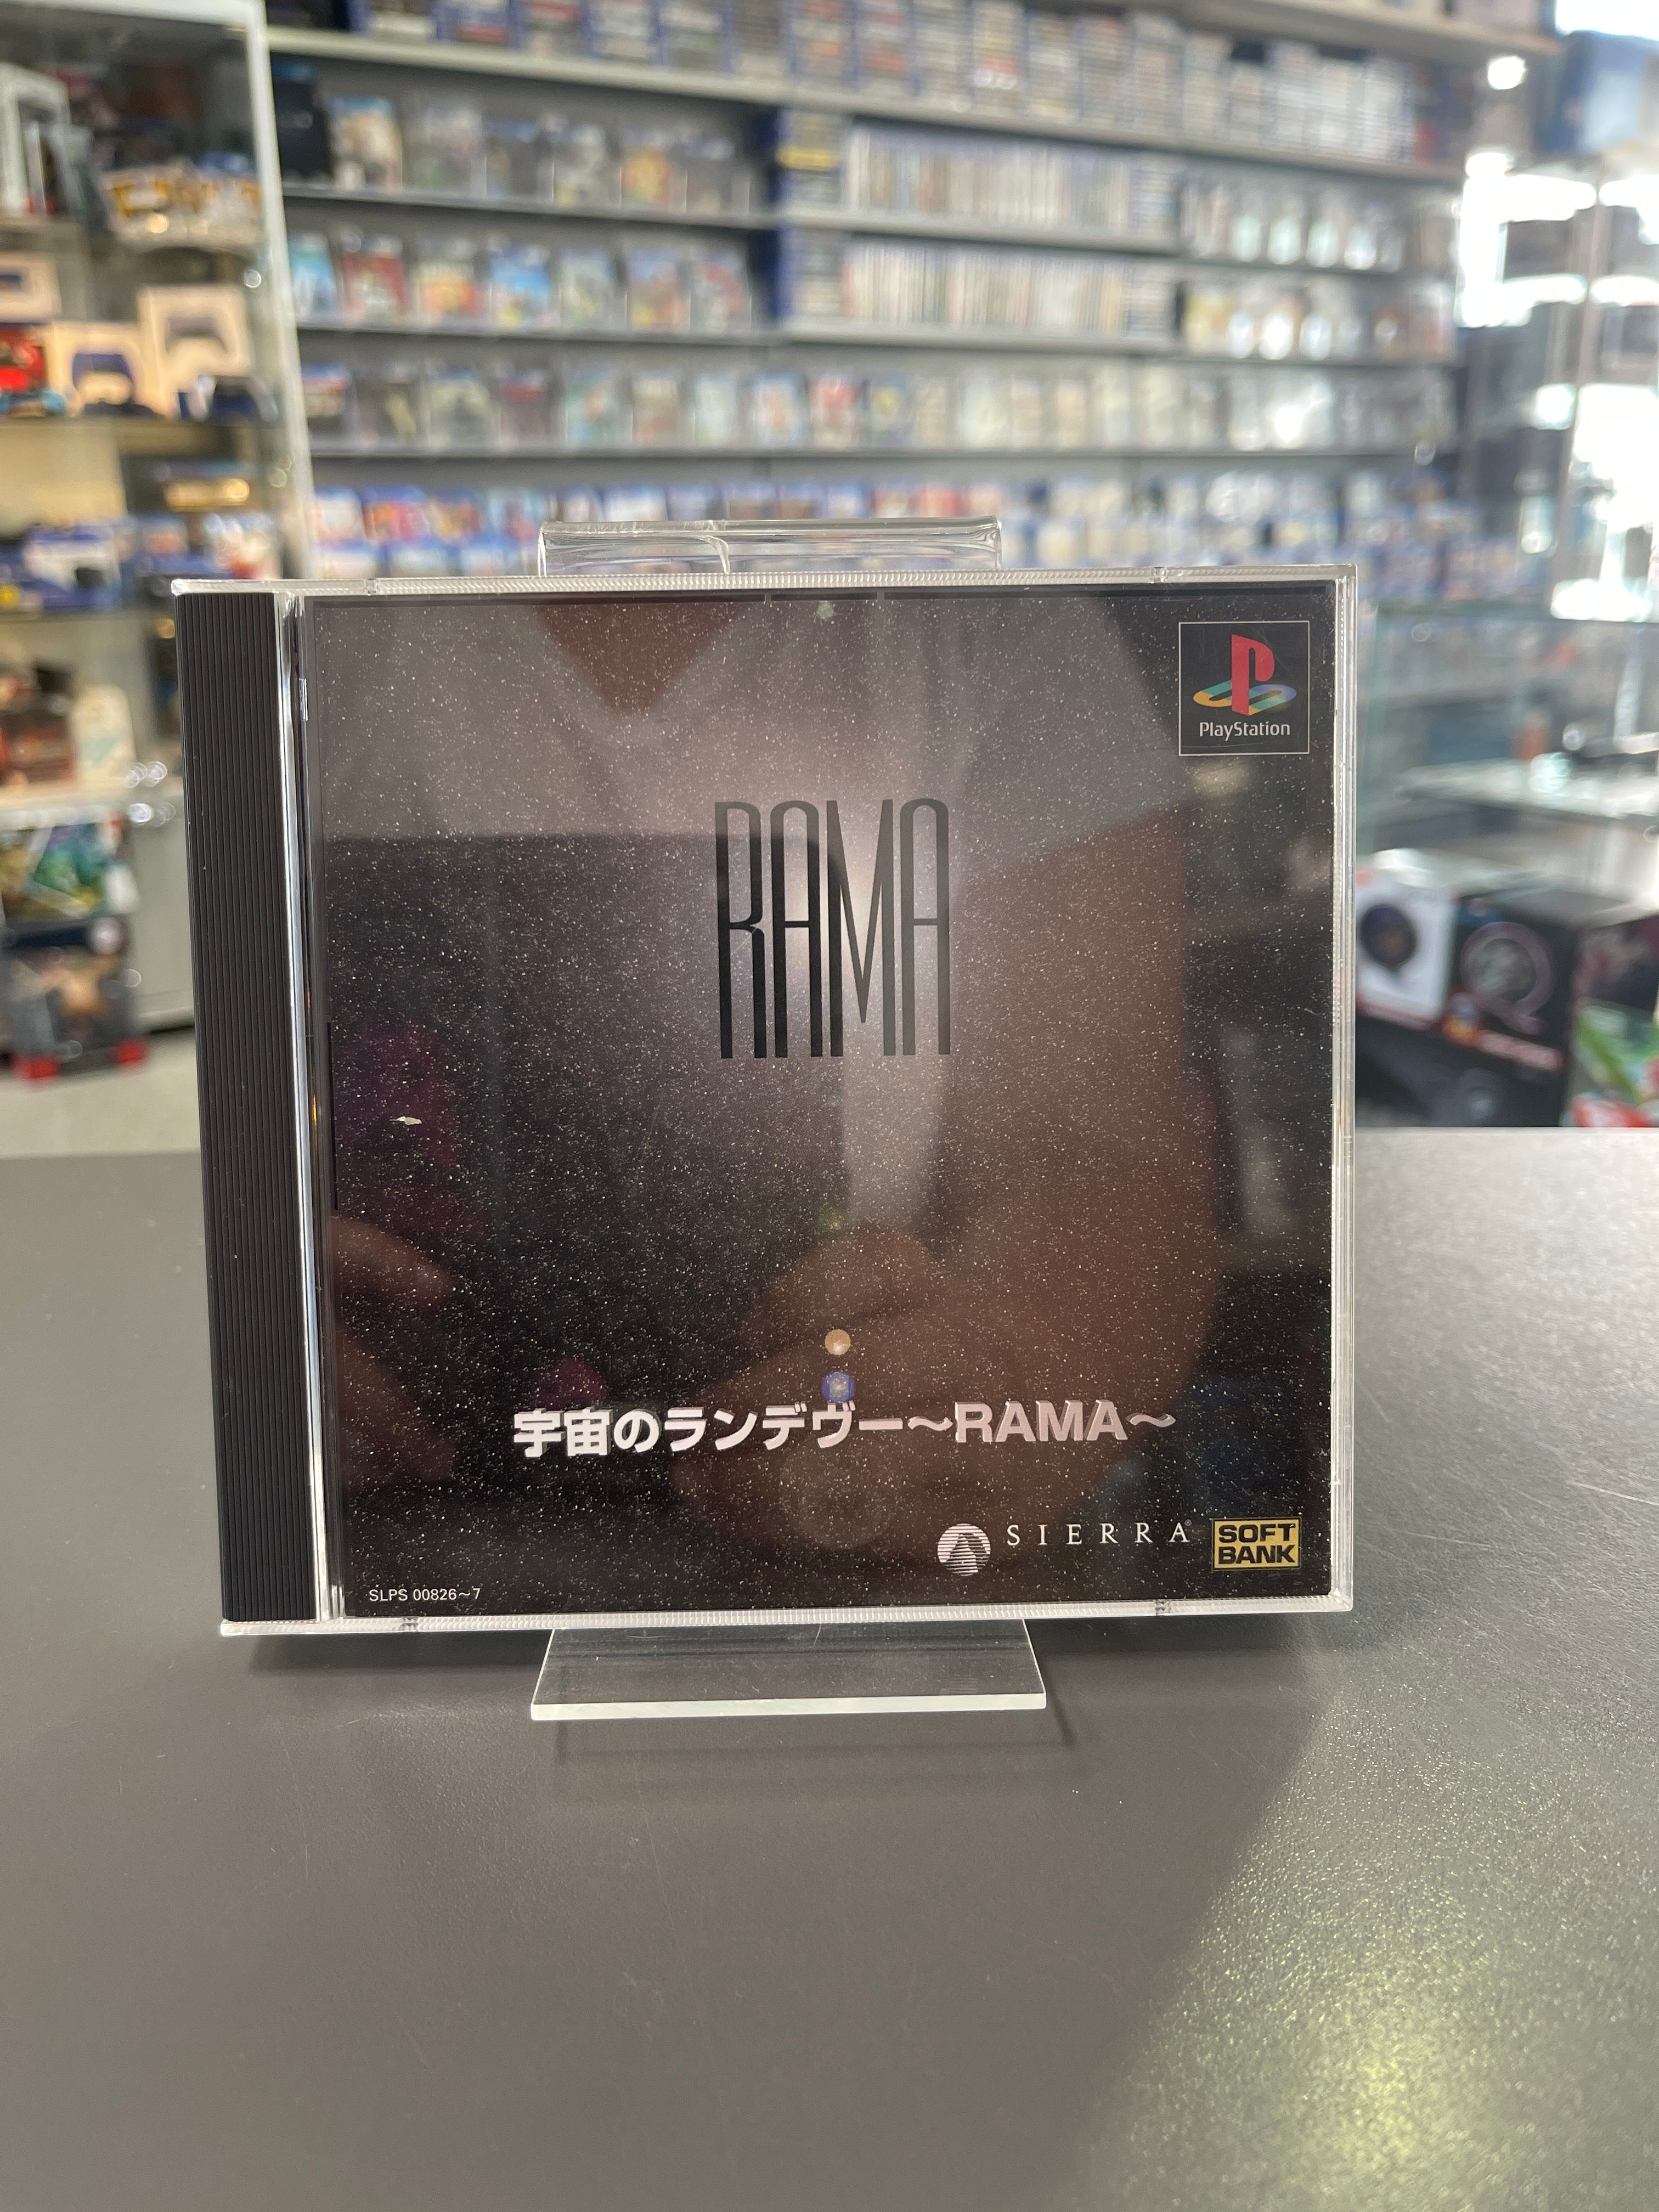 PlayStation
RAMA
宇宙のランデヴー〜RAMA〜
SIERRA®
SOFT
BANK
SLPS 00826〜7